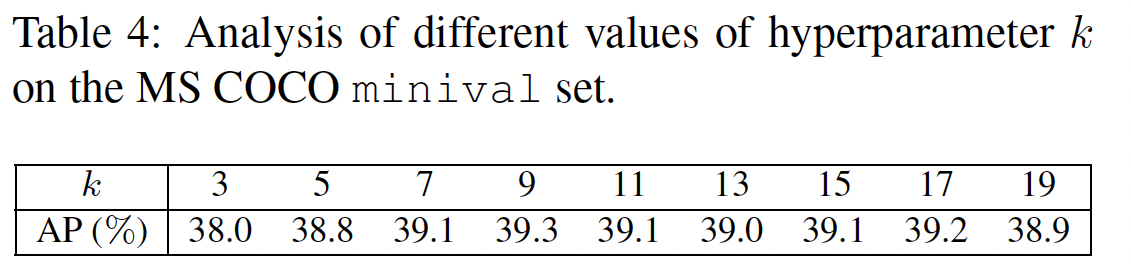 Table 4: Analysis of different values of hyperparameter k
on the MS COCO minival set.
k 3 5 7 9 11 13 15 17 19
AP (%) 38.0 38.8 39.1 39.3 39.1 39.0 39.1 39.2 38.9